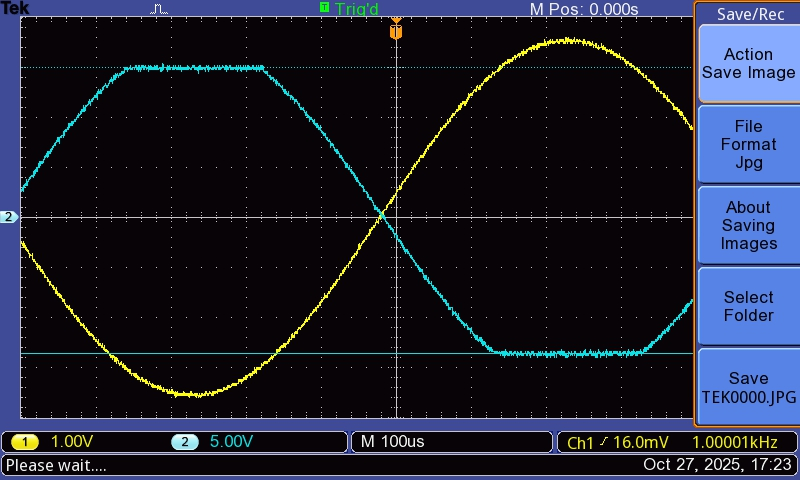 Tek
T Trig'd
M Pos: 0.000s
Save/Rec
T
Action
Save Image
File
Format
Jpg
2
About
Saving
Images
Select
Folder
Save
TEK0000.JPG
1 1.00V
2 5.00V
M 100us
Ch1 / 16.0mV
1.00001kHz
Please wait....
Oct 27, 2025, 17:23